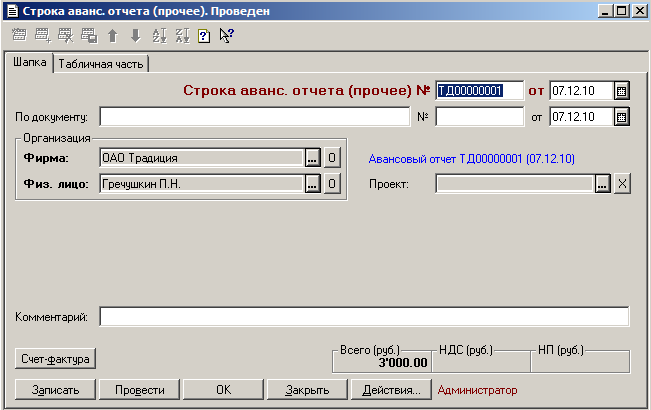 Строка аванс. отчета (прочее). Проведен
Шапка Табличная часть
Строка аванс. отчета (прочее) № ТД00000001 от 07.12.10
По документу: № от 07.12.10
Организация
Фирма: ОАО Традиция ... О Авансовый отчет ТД00000001 (07.12.10)
Физ. лицо: Гречушкин П.Н. ... О Проект: ... X
Комментарий:
Счет-фактура Всего (руб.) НДС (руб.) НП (руб.)
3'000.00
Записать Провести OK Закрыть Действия... Администратор